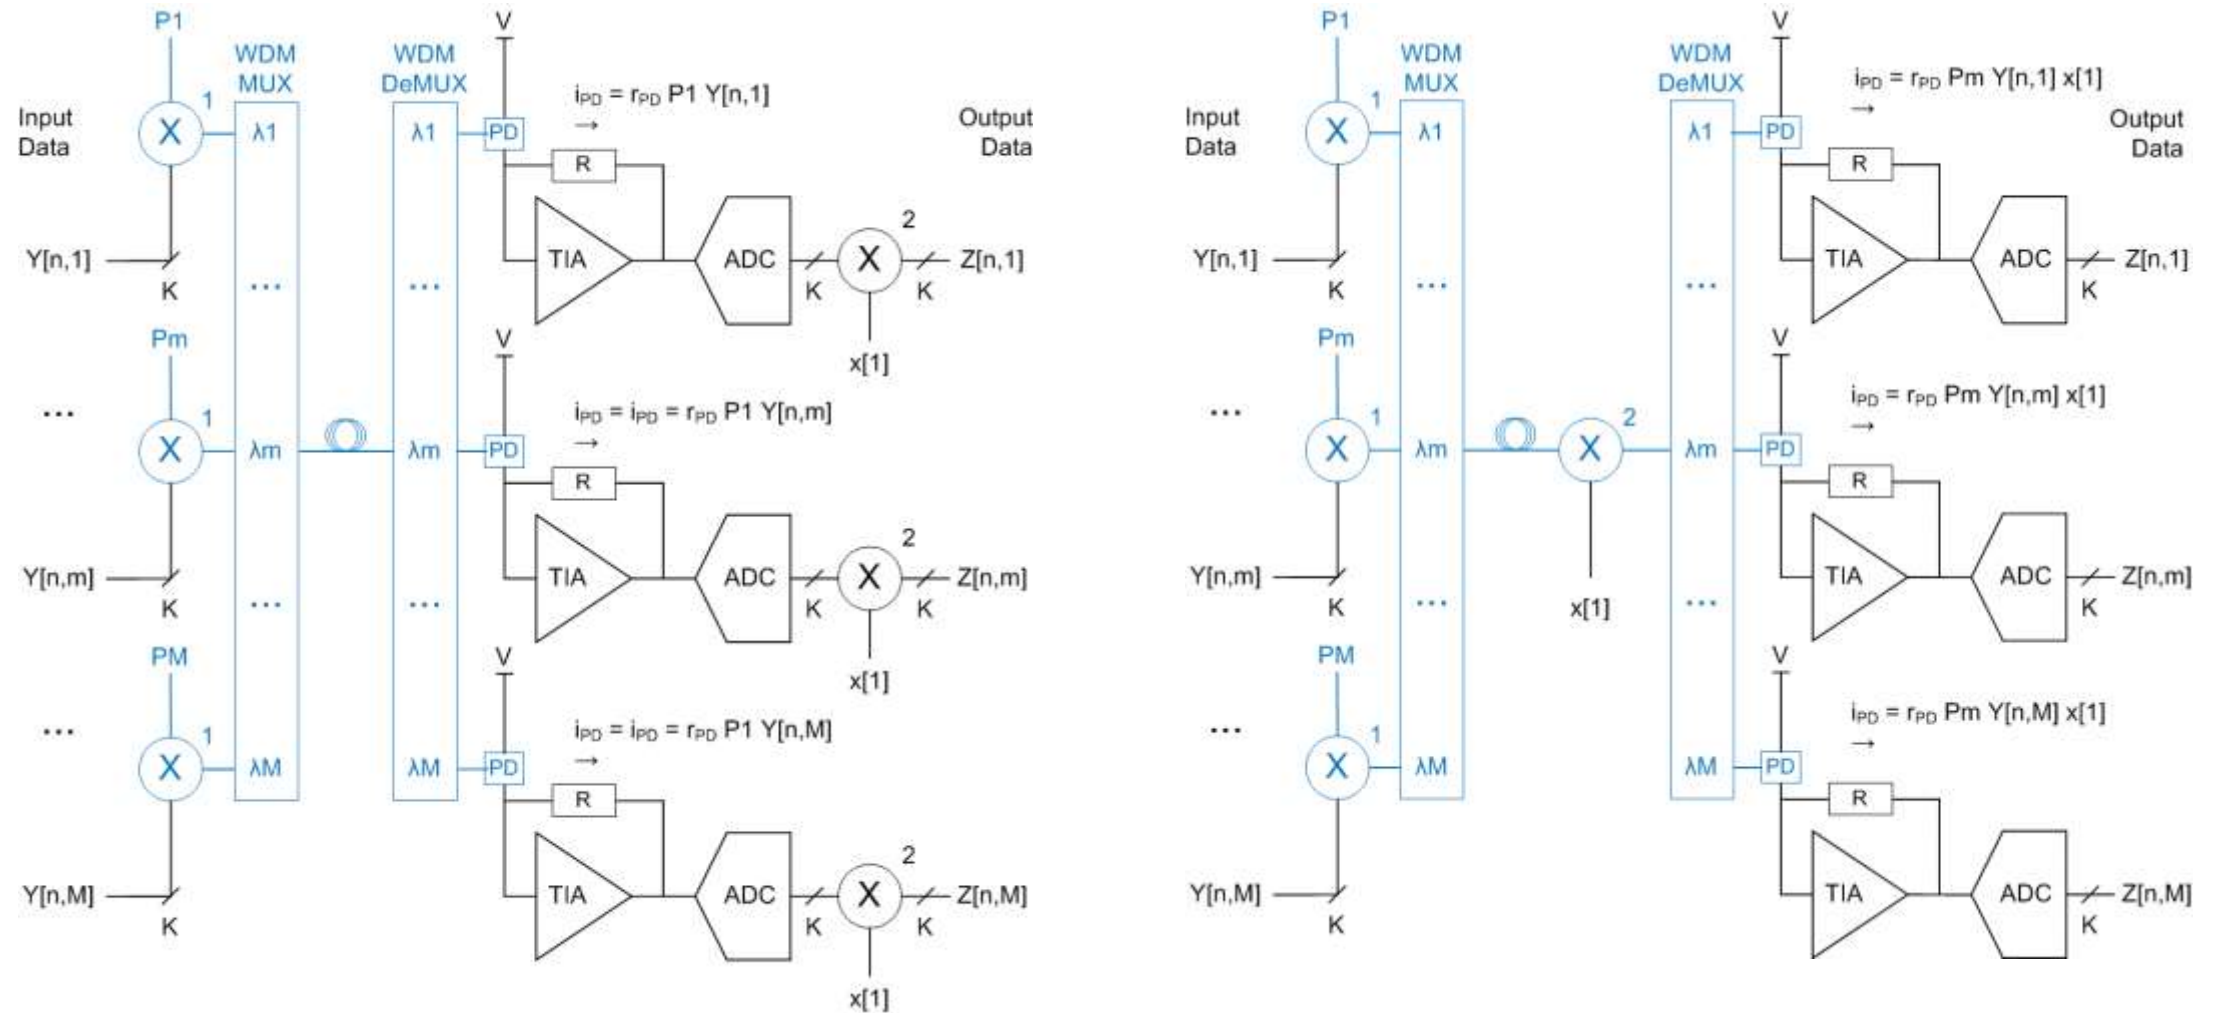 P1
WDM
MUX
WDM
DeMUX
V
1
Input
Data
X
λ1
λ1
PD
iPD = rPD P1 Y[n,1]
→
Output
Data
R
Y[n,1]
K
...
...
TIA
ADC
K
X
2
K
Z[n,1]
x[1]
Pm
V
...
X
1
λm
λm
PD
iPD = iPD = rPD P1 Y[n,m]
→
R
Y[n,m]
K
...
...
TIA
ADC
K
X
2
K
Z[n,m]
x[1]
PM
V
...
X
1
λM
λM
PD
iPD = iPD = rPD P1 Y[n,M]
→
R
Y[n,M]
K
TIA
ADC
K
X
2
K
Z[n,M]
x[1]
P1
WDM
MUX
WDM
DeMUX
V
1
Input
Data
X
λ1
λ1
PD
iPD = rPD Pm Y[n,1] x[1]
→
Output
Data
R
Y[n,1]
K
...
...
TIA
ADC
K
Z[n,1]
Pm
V
...
X
1
λm
X
2
x[1]
λm
PD
iPD = rPD Pm Y[n,m] x[1]
→
R
Y[n,m]
K
...
...
TIA
ADC
K
Z[n,m]
PM
V
...
X
1
λM
λM
PD
iPD = rPD Pm Y[n,M] x[1]
→
R
Y[n,M]
K
TIA
ADC
K
Z[n,M]